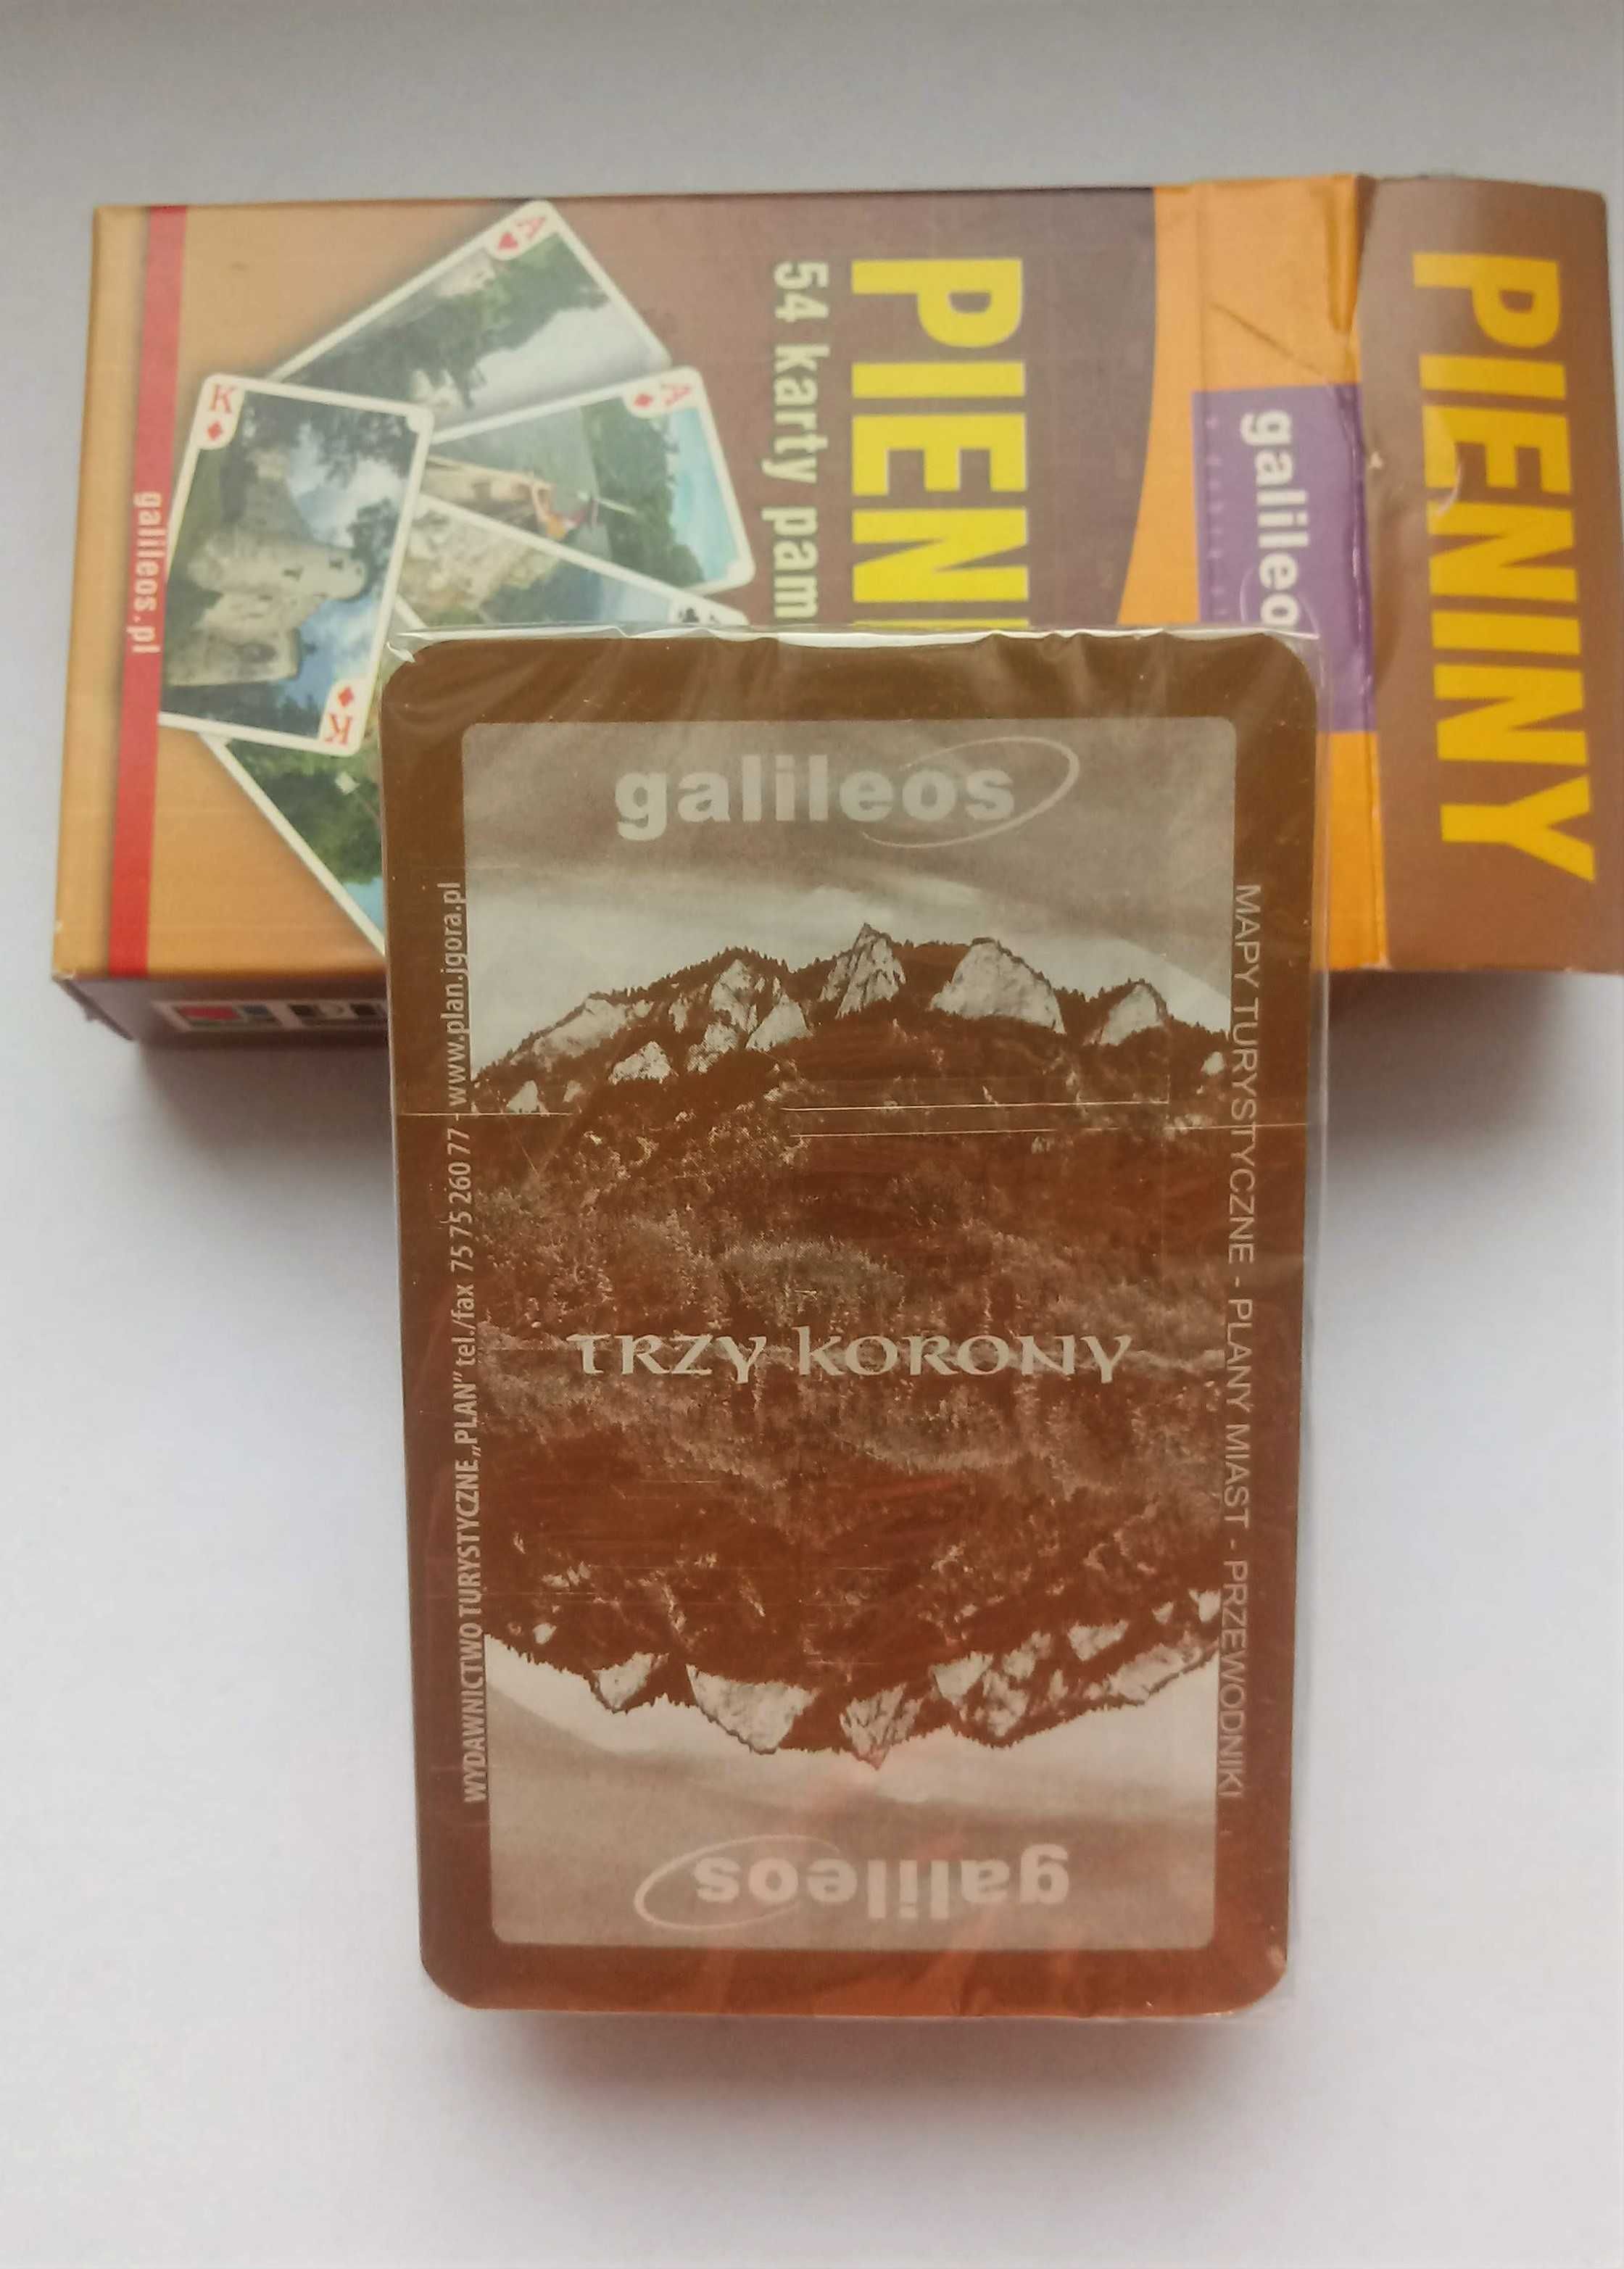 PIENINY
galileo
PIENI
54 karty pam
A
A
K
K
galileos.pl
galileos
MAPY TURYSTYCZNE - PLANY MIAST - PRZEWODNIKI
TRZY KORONY
WYDAWNICTWO TURYSTYCZNE „PLAN” tel./fax 75 75 260 77 - www.plan.jgora.pl
galileos